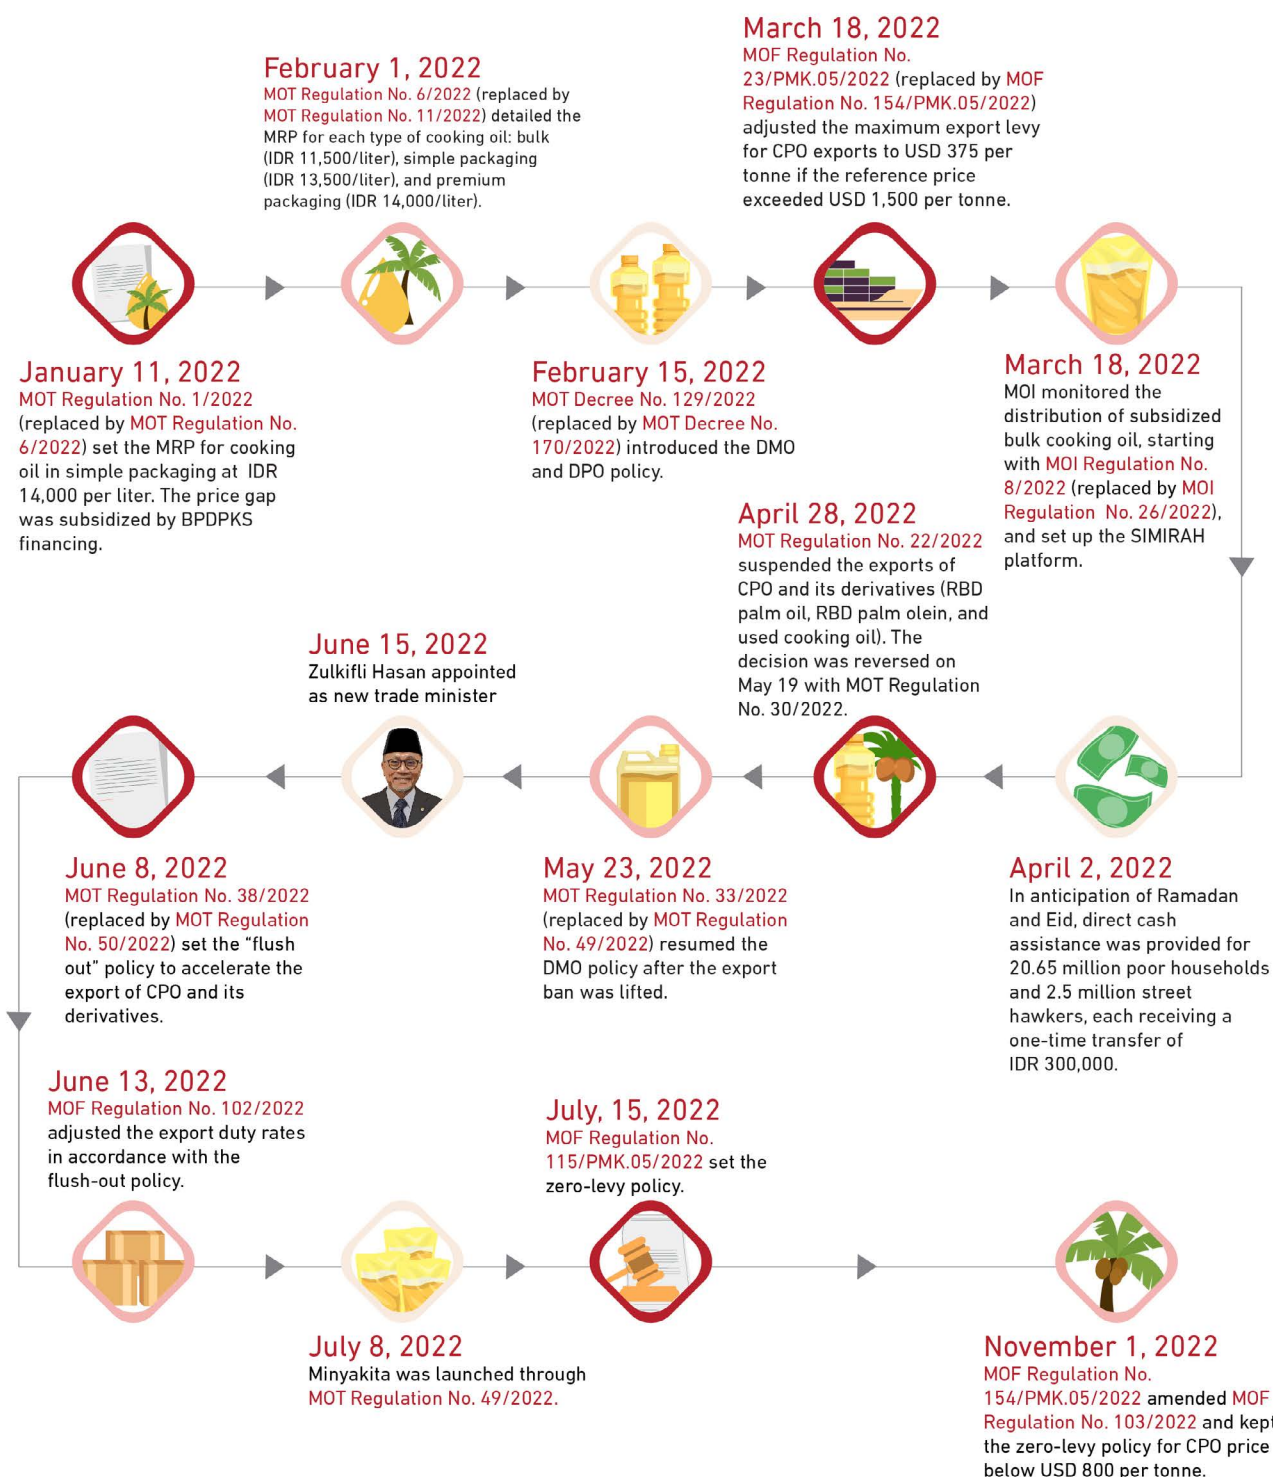 January 11, 2022
MOT Regulation No. 1/2022
(replaced by MOT Regulation No.
6/2022) set the MRP for cooking
oil in simple packaging at IDR
14,000 per liter. The price gap
was subsidized by BPDPKS
financing.
February 1, 2022
MOT Regulation No. 6/2022 (replaced by
MOT Regulation No. 11/2022) detailed the
MRP for each type of cooking oil: bulk
(IDR 11,500/liter), simple packaging
(IDR 13,500/liter), and premium
packaging (IDR 14,000/liter).
February 15, 2022
MOT Decree No. 129/2022
(replaced by MOT Decree No.
170/2022) introduced the DMO
and DPO policy.
March 18, 2022
MOF Regulation No.
23/PMK.05/2022 (replaced by MOF
Regulation No. 154/PMK.05/2022)
adjusted the maximum export levy
for CPO exports to USD 375 per
tonne if the reference price
exceeded USD 1,500 per tonne.
March 18, 2022
MOI monitored the
distribution of subsidized
bulk cooking oil, starting
with MOI Regulation No.
8/2022 (replaced by MOI
Regulation No. 26/2022),
and set up the SIMIRAH
platform.
April 2, 2022
In anticipation of Ramadan
and Eid, direct cash
assistance was provided for
20.65 million poor households
and 2.5 million street
hawkers, each receiving a
one-time transfer of
IDR 300,000.
April 28, 2022
MOT Regulation No. 22/2022
suspended the exports of
CPO and its derivatives (RBD
palm oil, RBD palm olein, and
used cooking oil). The
decision was reversed on
May 19 with MOT Regulation
No. 30/2022.
May 23, 2022
MOT Regulation No. 33/2022
(replaced by MOT Regulation
No. 49/2022) resumed the
DMO policy after the export
ban was lifted.
June 15, 2022
Zulkifli Hasan appointed
as new trade minister
June 8, 2022
MOT Regulation No. 38/2022
(replaced by MOT Regulation
No. 50/2022) set the "flush
out" policy to accelerate the
export of CPO and its
derivatives.
June 13, 2022
MOF Regulation No. 102/2022
adjusted the export duty rates
in accordance with the
flush-out policy.
July 8, 2022
Minyakita was launched through
MOT Regulation No. 49/2022.
July, 15, 2022
MOF Regulation No.
115/PMK.05/2022 set the
zero-levy policy.
November 1, 2022
MOF Regulation No.
154/PMK.05/2022 amended MOF
Regulation No. 103/2022 and kept
the zero-levy policy for CPO price
below USD 800 per tonne.